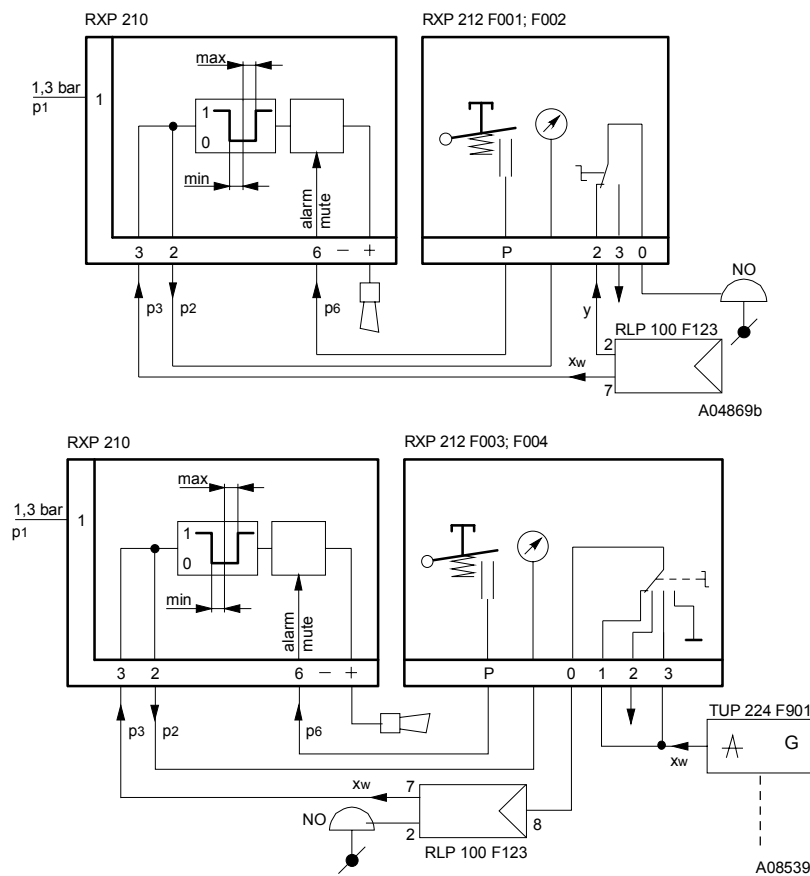 RXP 210 RXP 212 F001; F002
max
1,3 bar
p1
1
1
0
min
alarm
mute
3 2 6 – + P 2 3 0
NO
p3 p2 p6 y
RLP 100 F123
2
xw
7
A04869b
RXP 210 RXP 212 F003; F004
max
1,3 bar
p1
1
1
0
min
alarm
mute
3 2 6 – + P 0 1 2 3
TUP 224 F901
p3 p2 p6
G
xw
xw 7
NO
2 8
RLP 100 F123
A08539